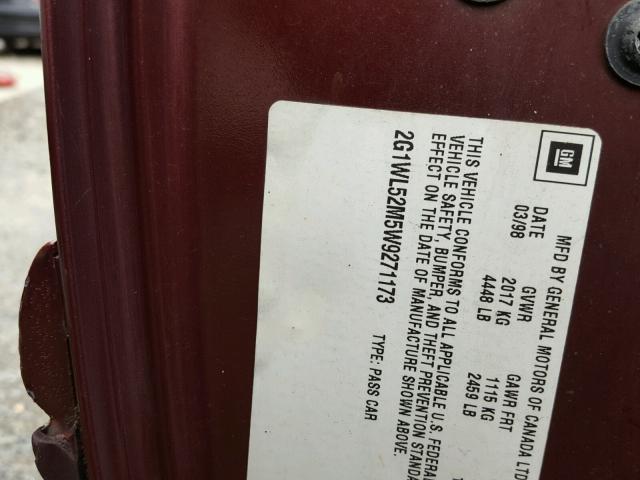 GM
MFD BY GENERAL MOTORS OF CANADA LTD
DATE GVWR GAWR FRT
03/98 2017 KG 1115 KG
4448 LB 2459 LB
THIS VEHICLE CONFORMS TO ALL APPLICABLE U.S. FEDERAL
VEHICLE SAFETY, BUMPER, AND THEFT PREVENTION STANDA
EFFECT ON THE DATE OF MANUFACTURE SHOWN ABOVE.
2G1WL52M5W9271173 TYPE: PASS CAR